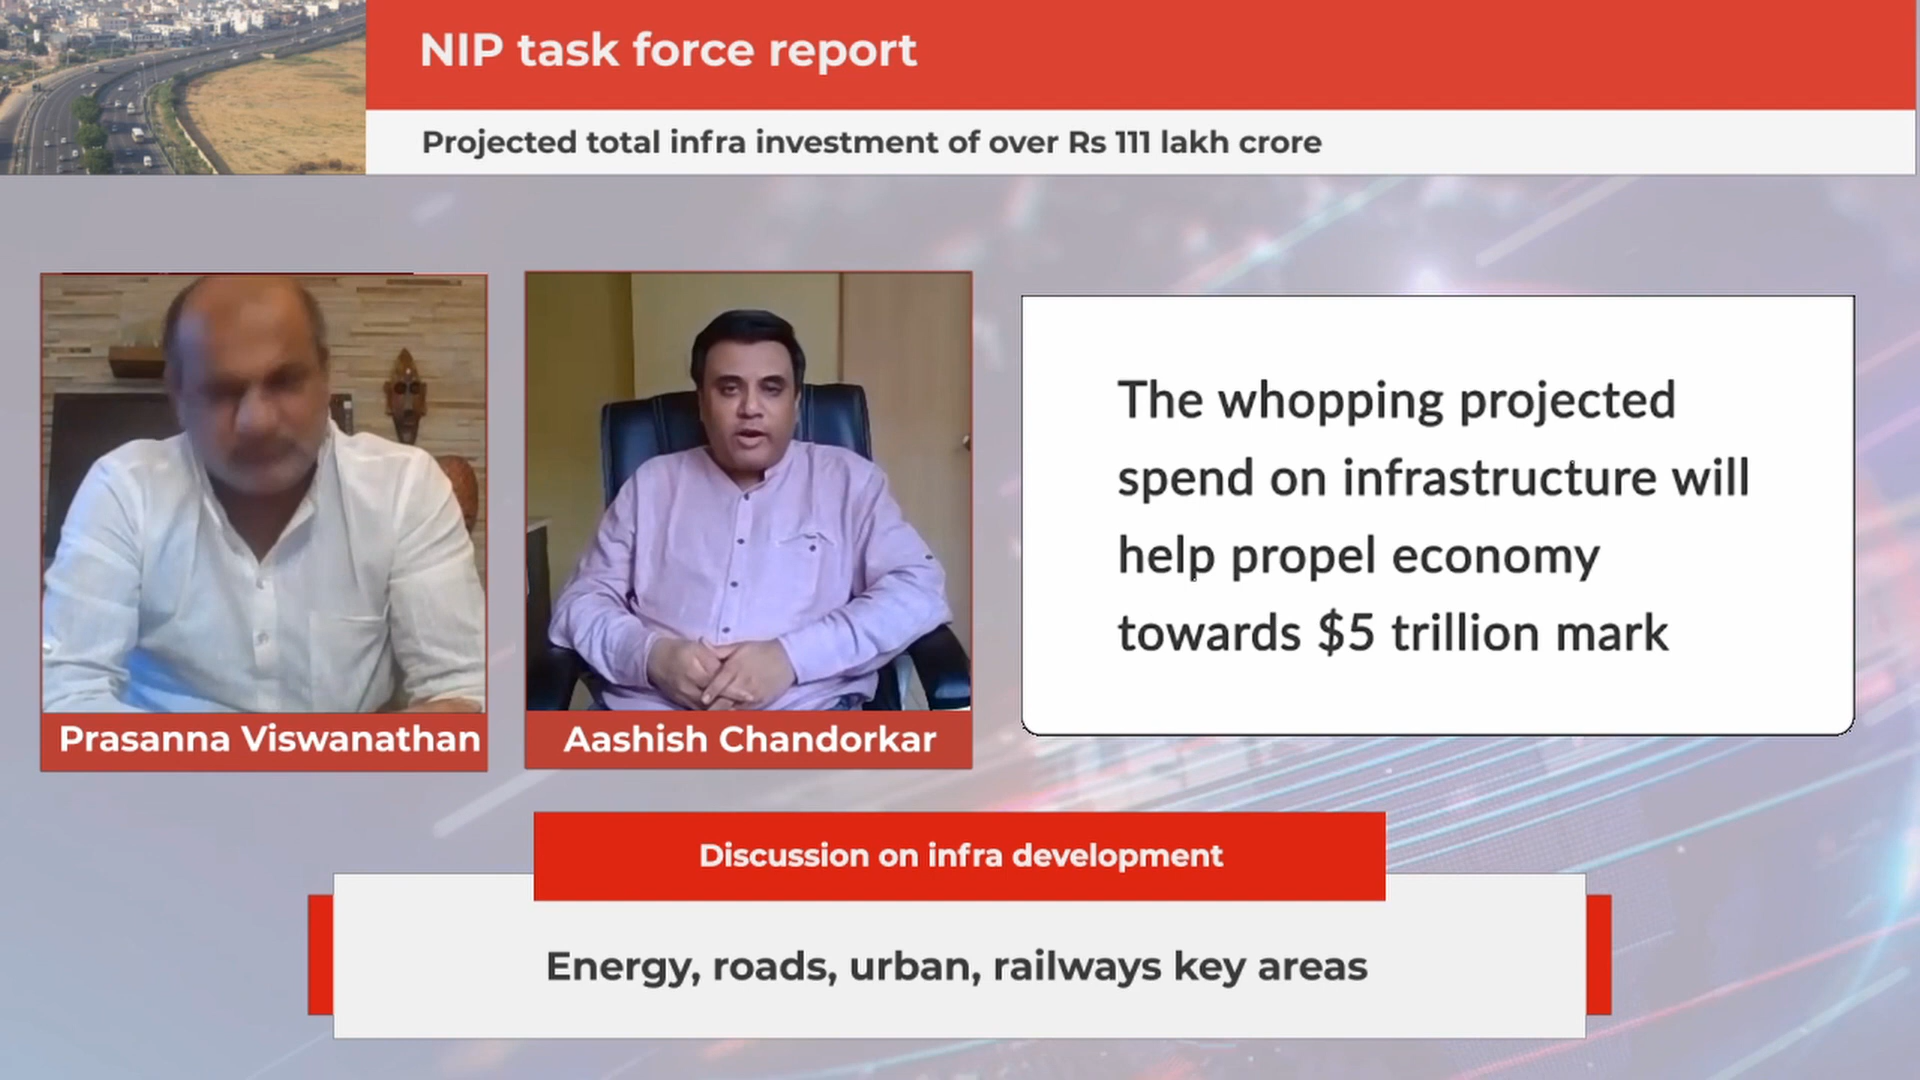 NIP task force report
Projected total infra investment of over Rs 111 lakh crore
The whopping projected
spend on infrastructure will
help propel economy
towards $5 trillion mark
Prasanna Viswanathan
Aashish Chandorkar
Discussion on infra development
Energy, roads, urban, railways key areas